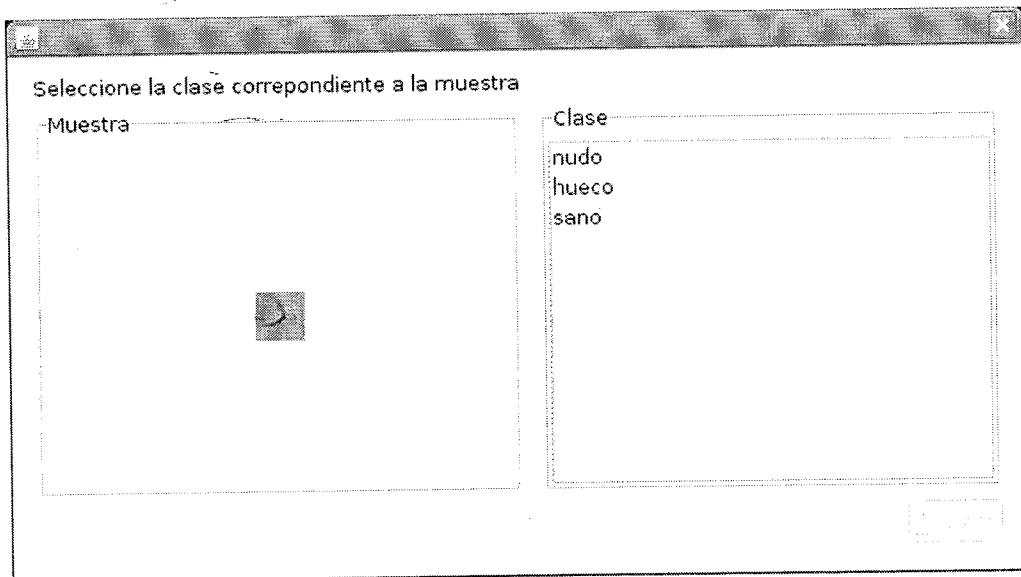 Seleccione la clase correpondiente a la muestra
Muestra
Clase
nudo
hueco
sano